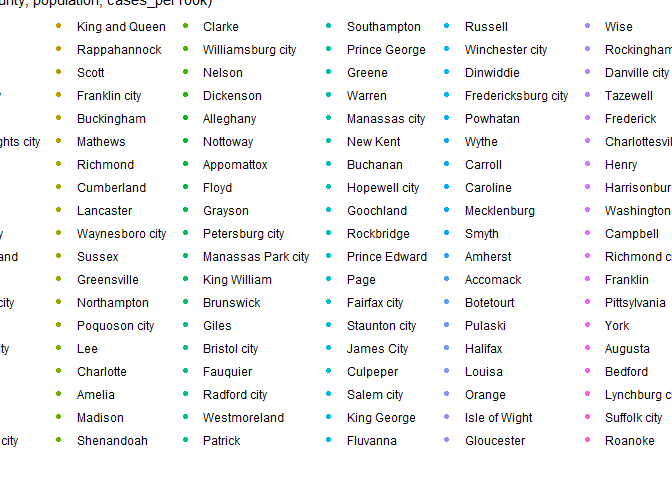 population, cases_per100k)
King and Queen Clarke Southampton Russell Wise
Rappahannock Williamsburg city Prince George Winchester city Rockingham
Scott Nelson Greene Dinwiddie Danville city
Franklin city Dickenson Warren Fredericksburg city Tazewell
Buckingham Alleghany Manassas city Powhatan Frederick
city Mathews Nottoway New Kent Wythe
Richmond Appomattox Buchanan Carroll Henry
Cumberland Floyd Hopewell city Caroline
Lancaster Grayson Goochland Mecklenburg Washington
Waynesboro city Petersburg city Rockbridge Smyth Campbell
Sussex Manassas Park city Prince Edward Amherst Richmond
Greensville King William Page Accomack Franklin
city Northampton Brunswick Fairfax city Botetourt Pittsylvania
Poquoson city Giles Staunton city Pulaski York
Lee Bristol city James City Halifax Augusta
Charlotte Fauquier Culpeper Louisa Bedford
Amelia Radford city Salem city Orange Lynchburg
Madison Westmoreland King George Isle of Wight Suffolk city
city Shenandoah Patrick Fluvanna Gloucester Roanoke